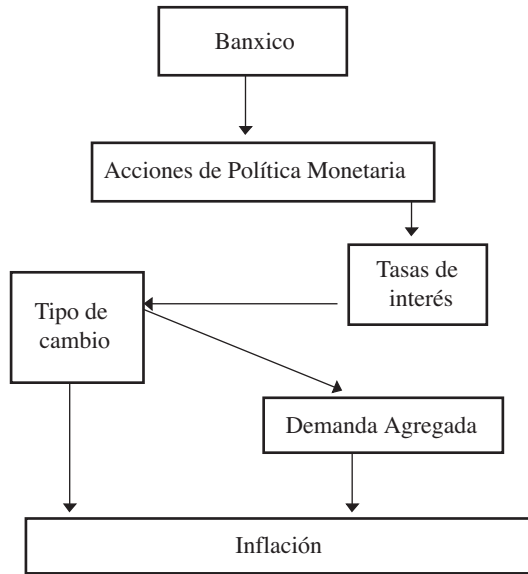 Banxico
Acciones de Política Monetaria
Tasas de
interés
Tipo de
cambio
Demanda Agregada
Inflación